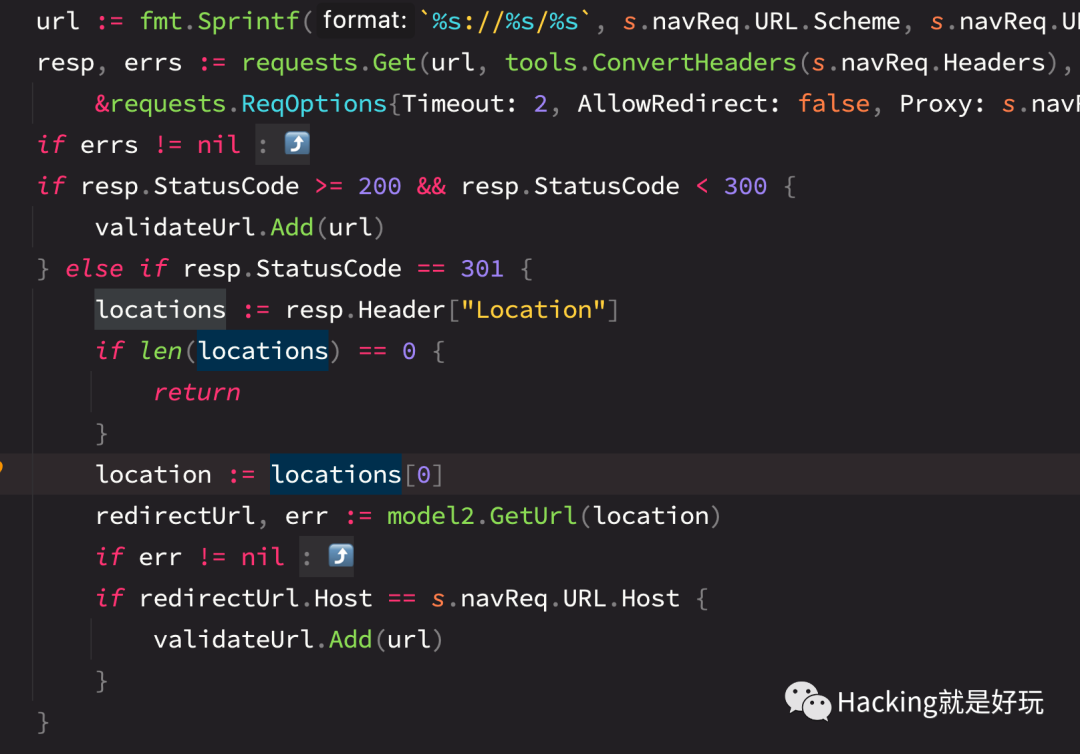 url := fmt.Sprintf( format: `%s://%s/%s`, s.navReq.URL.Scheme, s.navReq.U
resp, errs := requests.Get(url, tools.ConvertHeaders(s.navReq.Headers),
&requests.ReqOptions{Timeout: 2, AllowRedirect: false, Proxy: s.nav
if errs != nil : ⤴
if resp.StatusCode >= 200 && resp.StatusCode < 300 {
validateUrl.Add(url)
} else if resp.StatusCode == 301 {
locations := resp.Header["Location"]
if len(locations) == 0 {
return
}
location := locations[0]
redirectUrl, err := model2.GetUrl(location)
if err != nil : ⤴
if redirectUrl.Host == s.navReq.URL.Host {
validateUrl.Add(url)
}
}
Hacking就是好玩